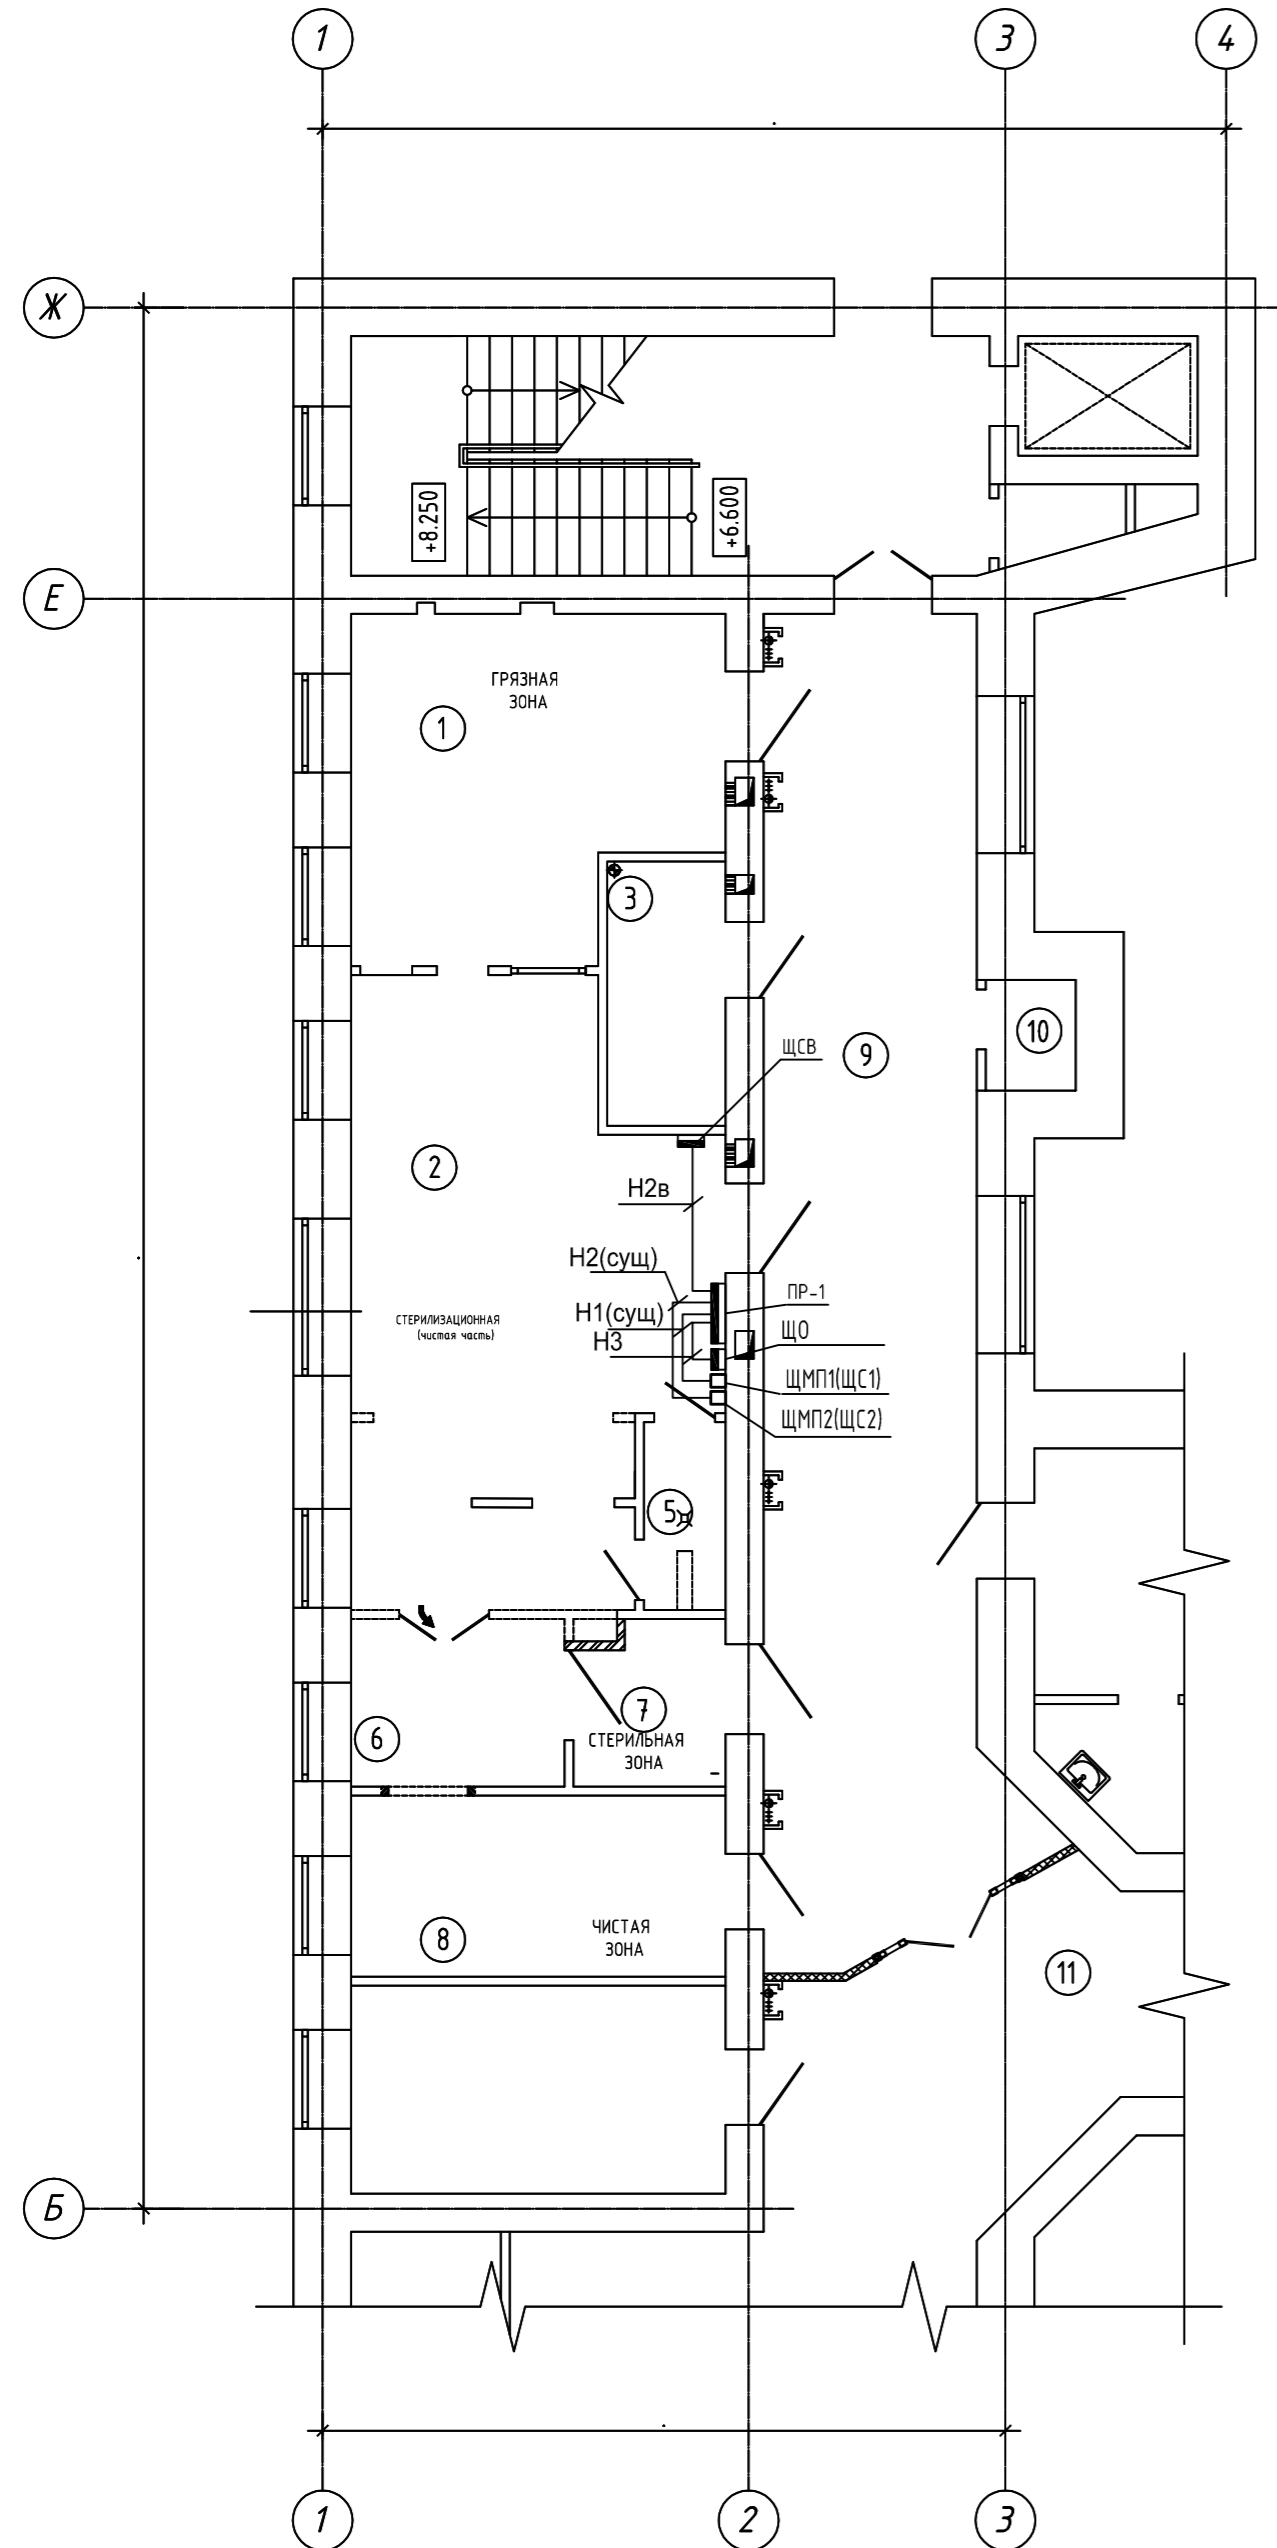 1
3
4
Ж
+8.250
+6.600
Е
ГРЯЗНАЯ
ЗОНА
1
3
ЩСВ
9
10
2
Н2в
Н2(сущ)
ПР-1
Н1(сущ)
СТЕРИЛИЗАЦИОННАЯ
(чистая часть)
Н3
ЩО
ЩМП1(ЩС1)
ЩМП2(ЩС2)
5
7
6
СТЕРИЛЬНАЯ
ЗОНА
8
ЧИСТАЯ
ЗОНА
11
Б
1
2
3